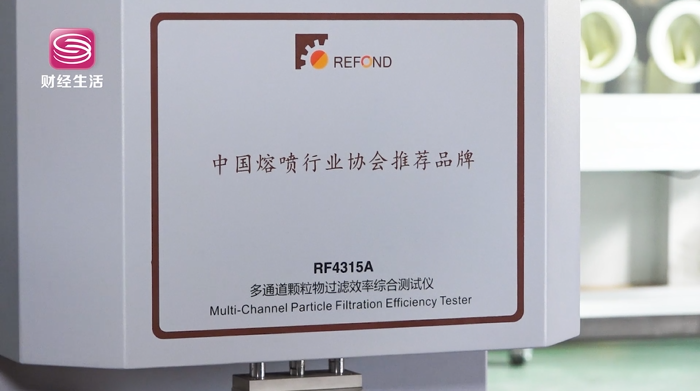 财经生活
REFOND
中国熔喷行业协会推荐品牌
RF4315A
多通道颗粒物过滤效率综合测试仪
Multi-Channel Particle Filtration Efficiency Tester